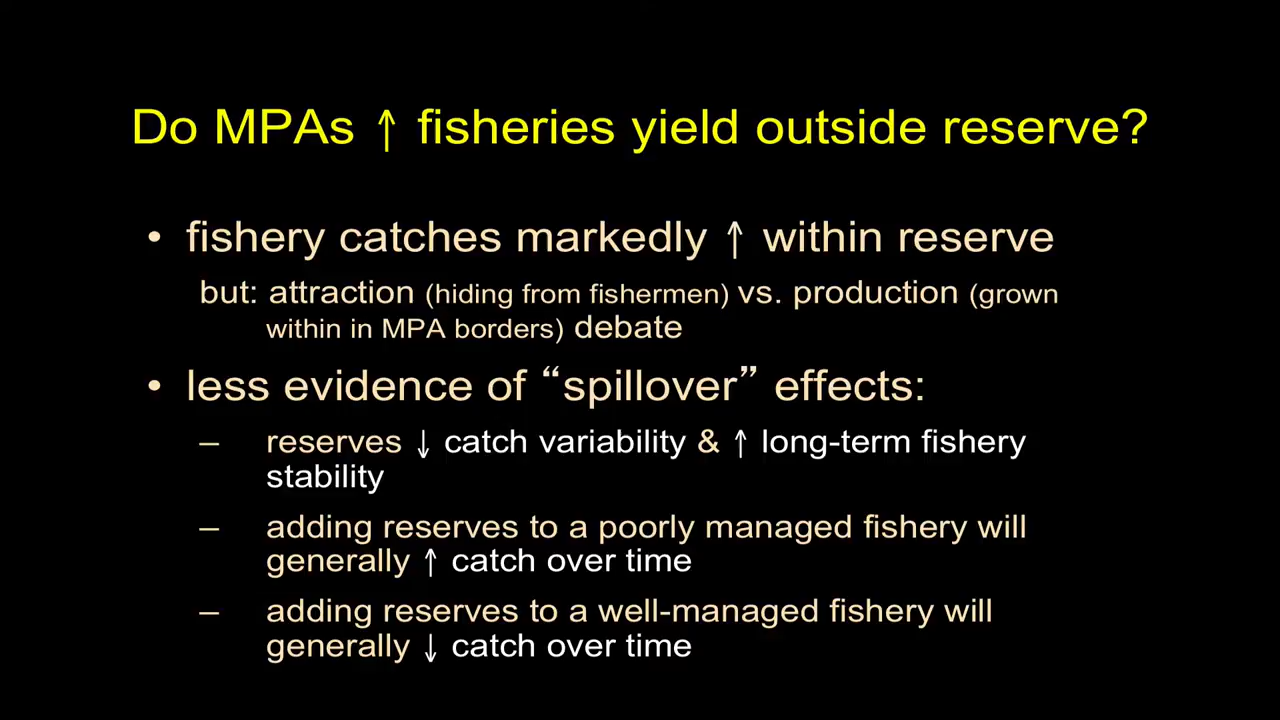 Do MPAs ↑ fisheries yield outside reserve?
• fishery catches markedly ↑ within reserve
but: attraction (hiding from fishermen) vs. production (grown
within in MPA borders) debate
• less evidence of “spillover” effects:
– reserves ↓ catch variability & ↑ long-term fishery
stability
– adding reserves to a poorly managed fishery will
generally ↑ catch over time
– adding reserves to a well-managed fishery will
generally ↓ catch over time